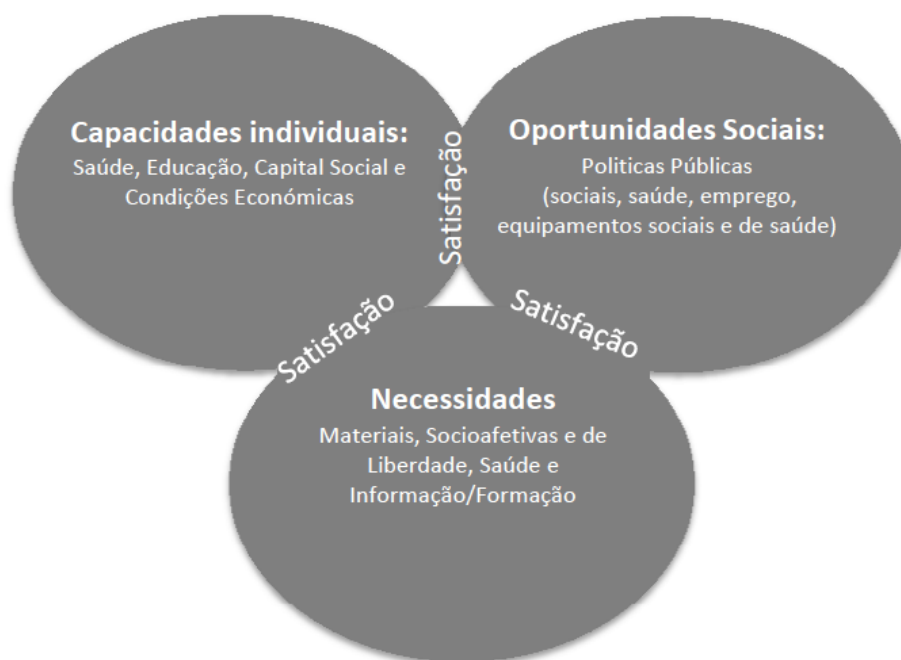 Capacidades individuais:
Saúde, Educação, Capital Social e
Condições Económicas
Satisfação
Oportunidades Sociais:
Politicas Públicas
(sociais, saúde, emprego,
equipamentos sociais e de saúde)
Satisfação
Satisfação
Necessidades
Materiais, Socioafetivas e de
Liberdade, Saúde e
Informação/Formação